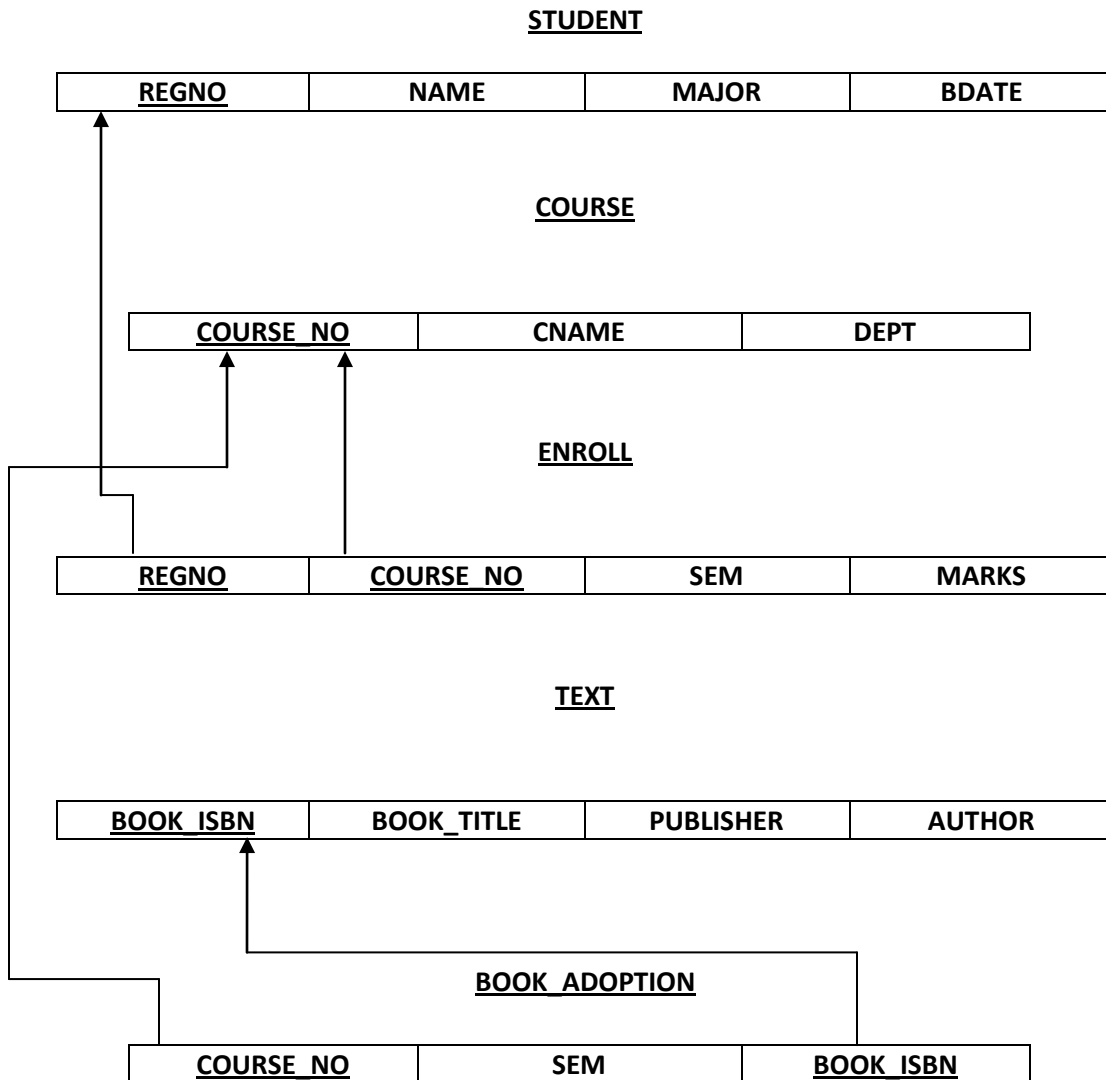 STUDENT
REGNO NAME MAJOR BDATE
COURSE
COURSE_NO CNAME DEPT
ENROLL
REGNO COURSE_NO SEM MARKS
TEXT
BOOK_ISBN BOOK_TITLE PUBLISHER AUTHOR
BOOK_ADOPTION
COURSE_NO SEM BOOK_ISBN